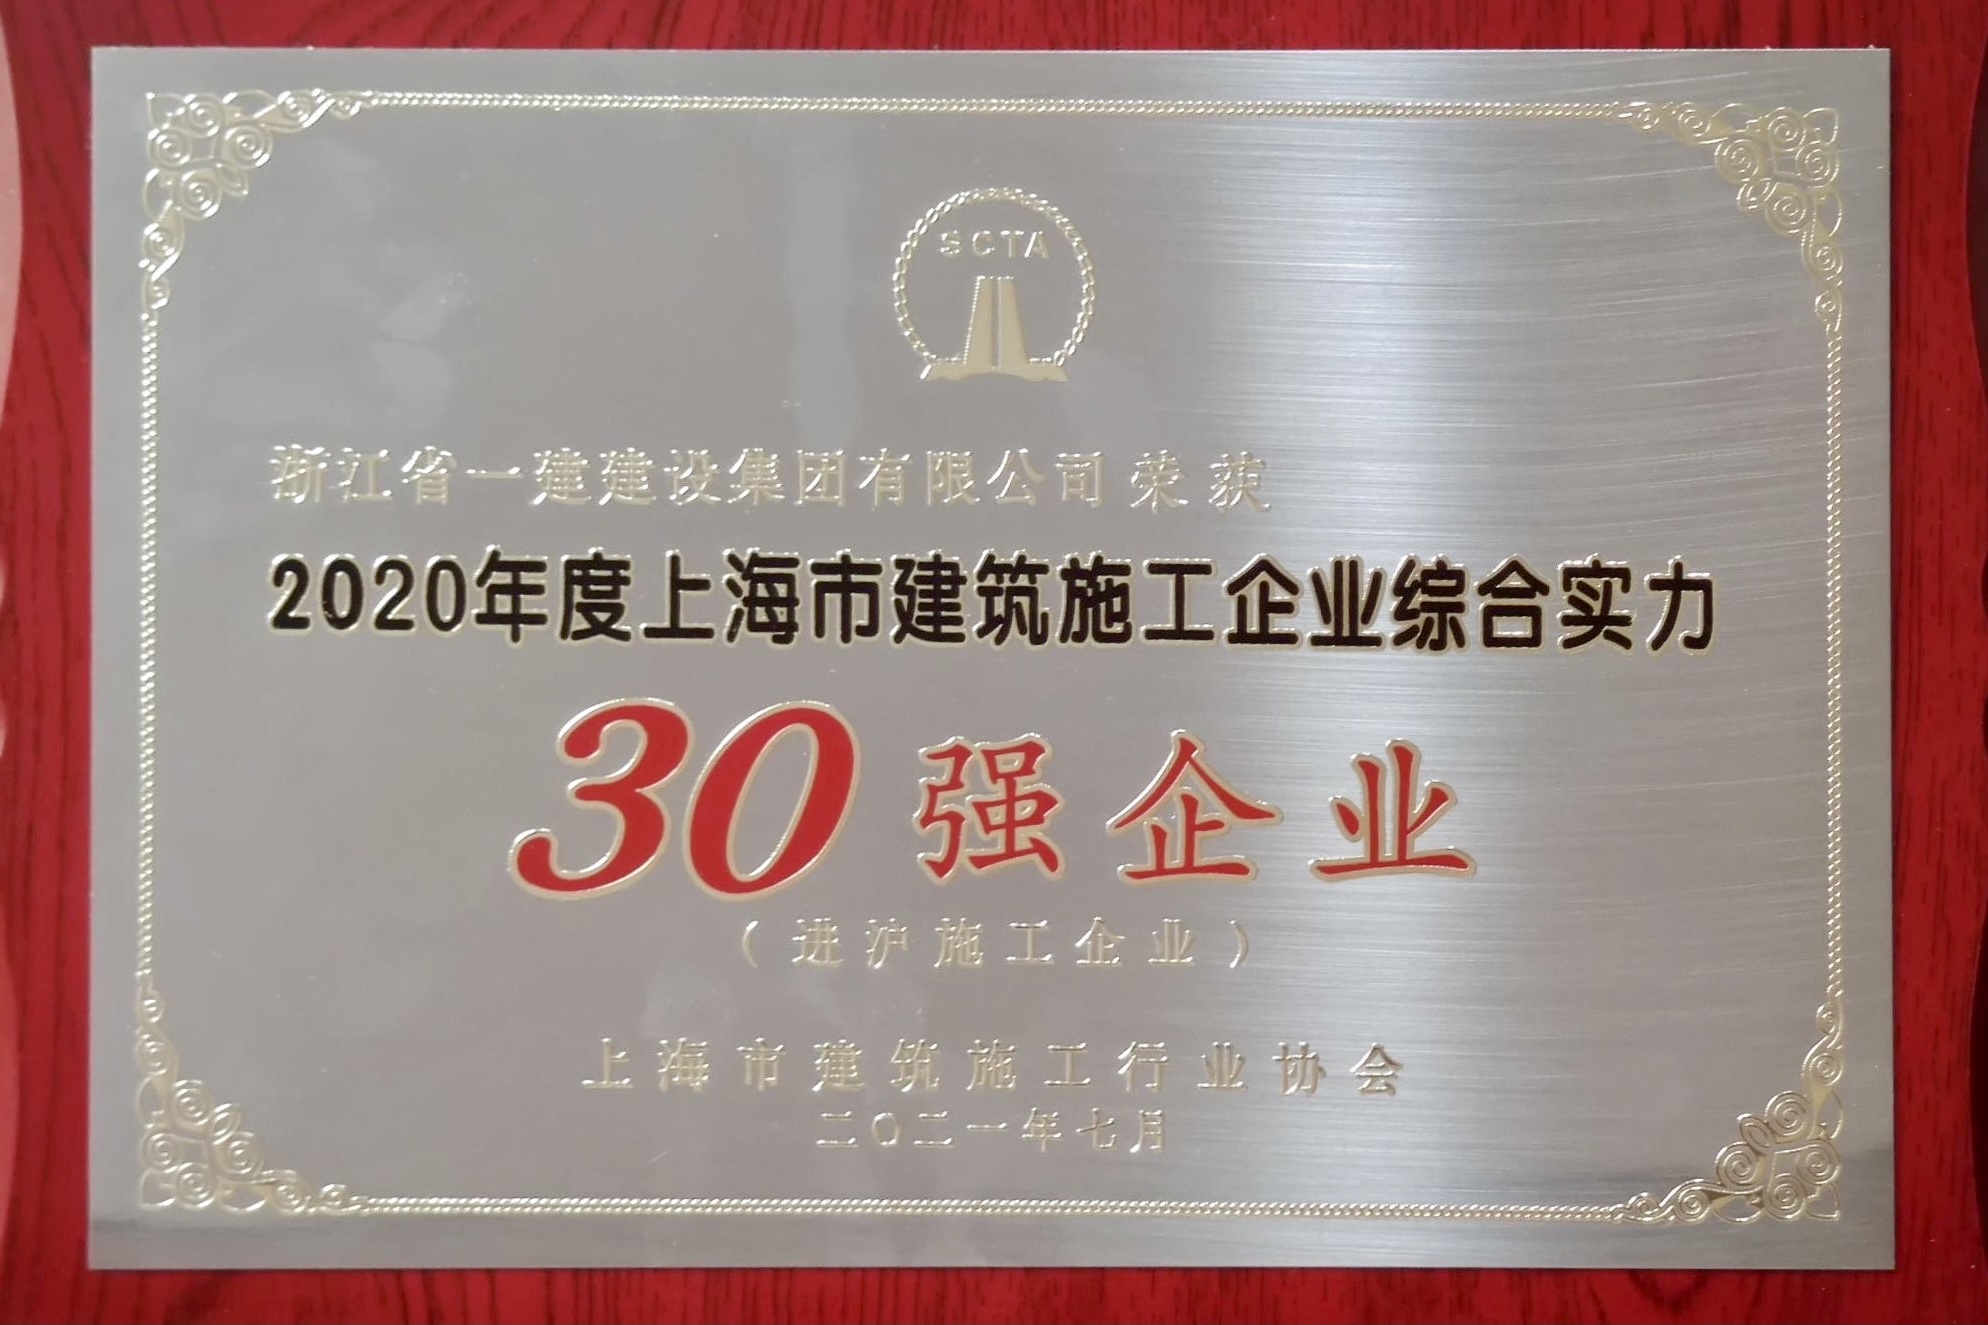 SCTA
浙江省一建建设集团有限公司 荣获
2020年度上海市建筑施工企业综合实力
30强企业
（进沪施工企业）
上海市建筑施工行业协会
二〇二一年七月